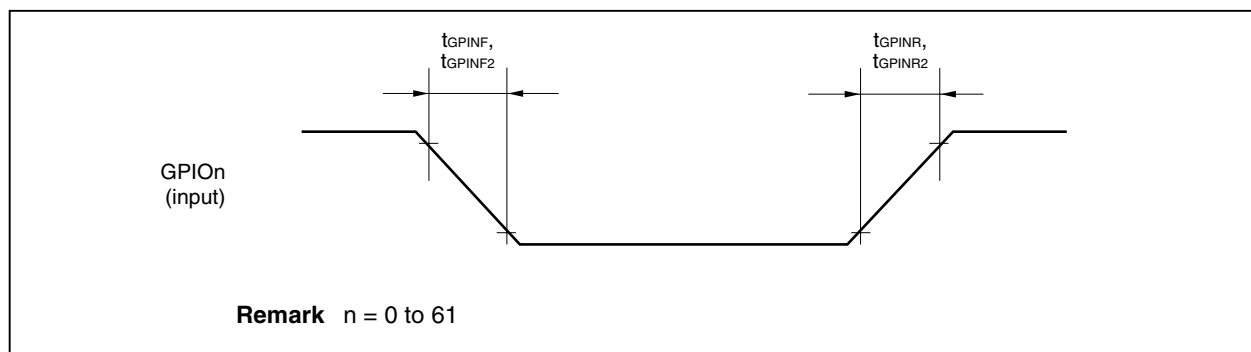 tGPINF,
tGPINF2
tGPINR,
tGPINR2
GPIOn
(input)
Remark n = 0 to 61